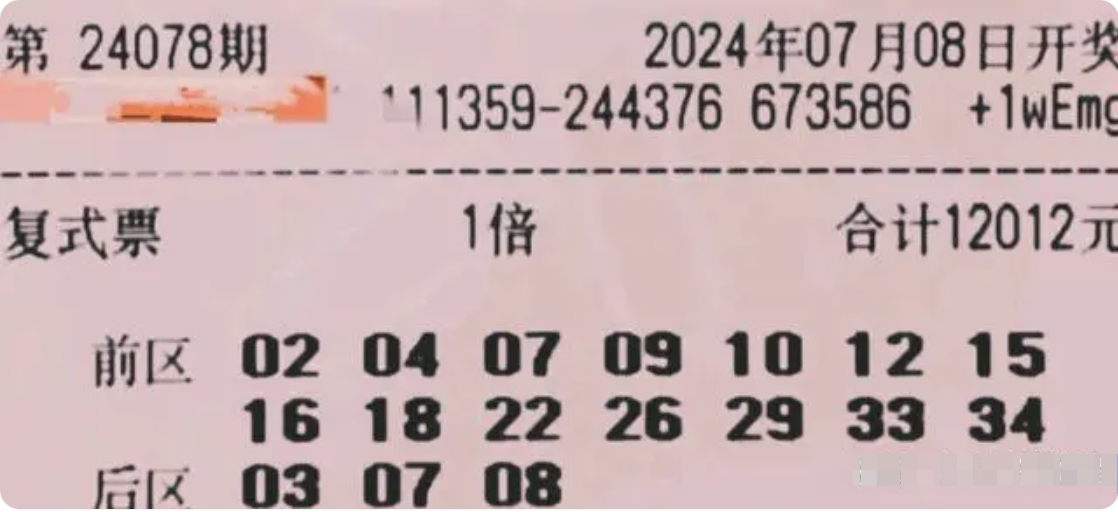 第 24078期 2024年07月08日开奖
111359-244376 673586 +1wEmg
复式票 1倍 合计12012元
前区 02 04 07 09 10 12 15
16 18 22 26 29 33 34
后区 03 07 08